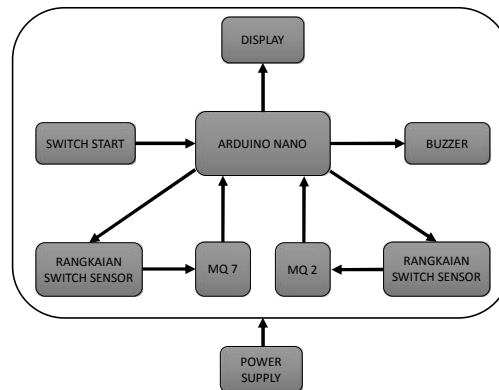 DISPLAY
SWITCH START
ARDUINO NANO
BUZZER
RANGKAIAN
SWITCH SENSOR
MQ 7
MQ 2
RANGKAIAN
SWITCH SENSOR
POWER
SUPPLY